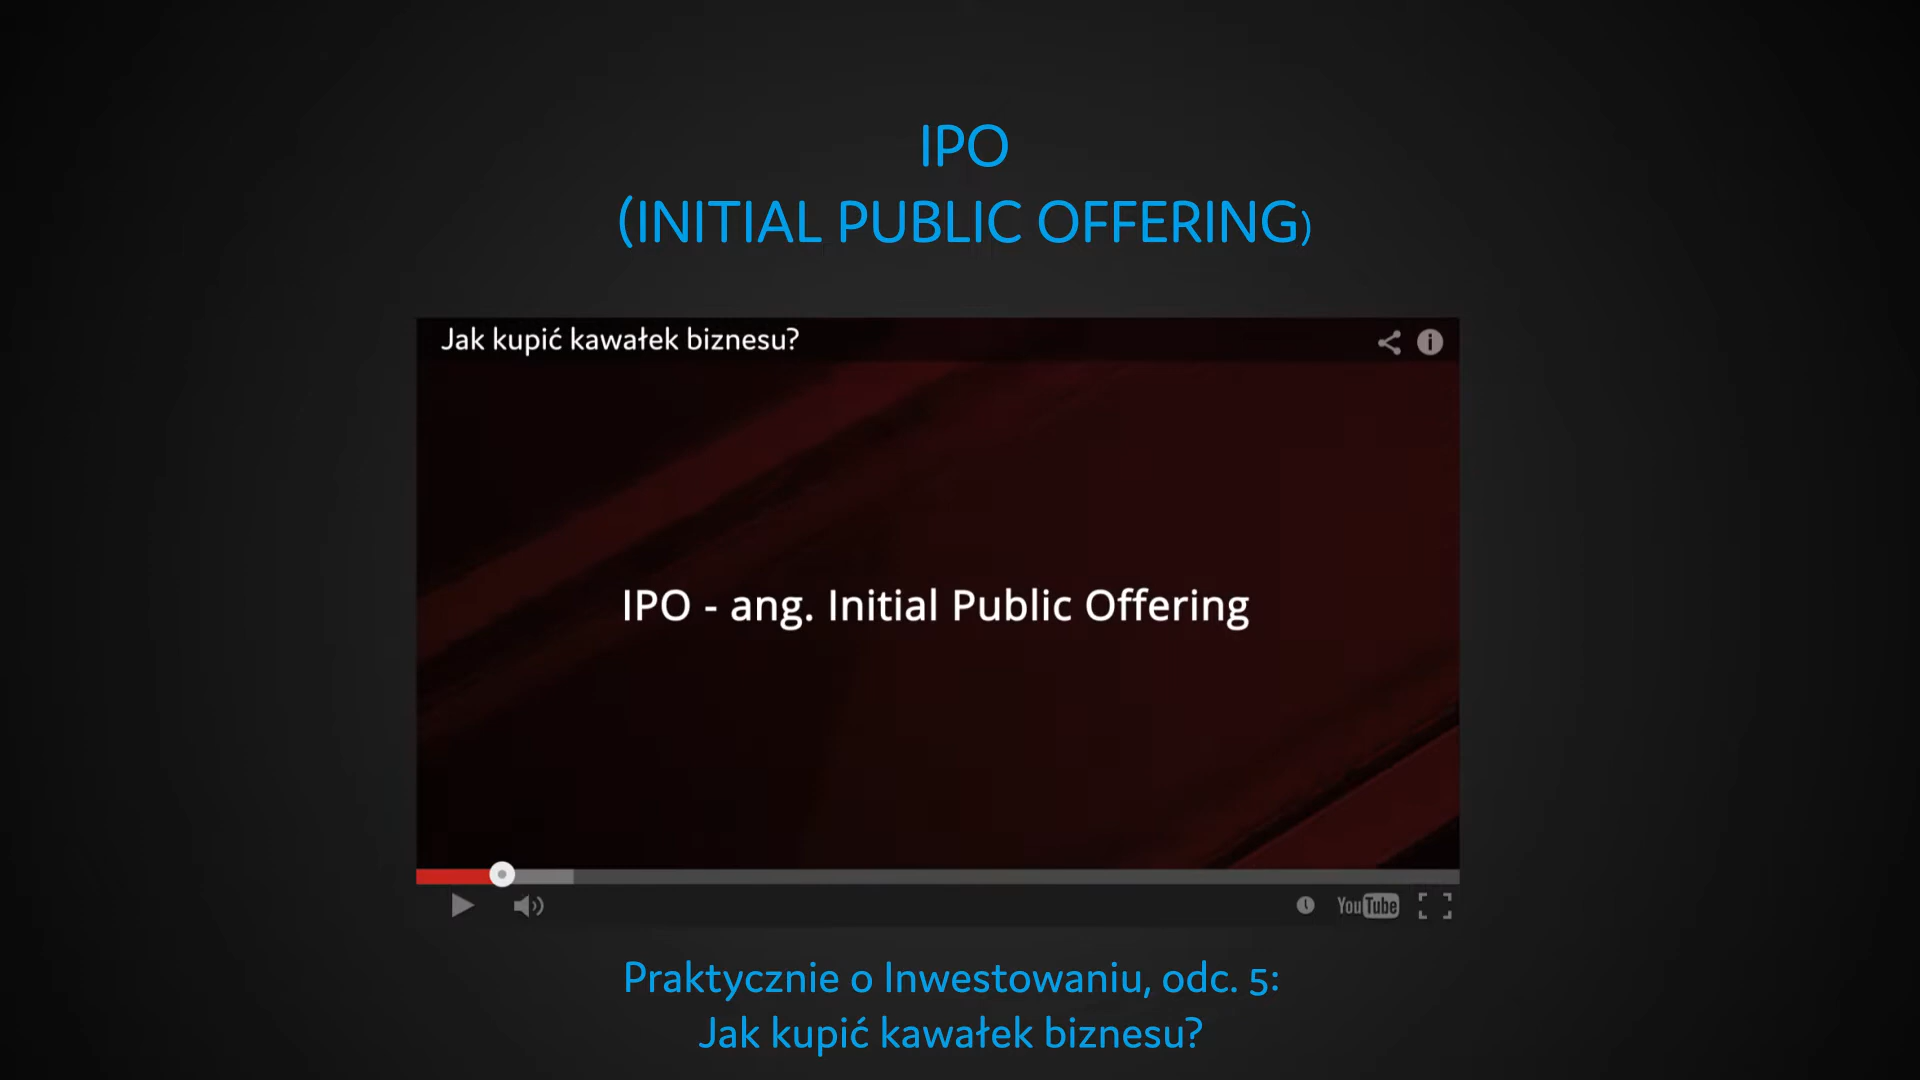 IPO
(INITIAL PUBLIC OFFERING)
Jak kupić kawałek biznesu?
IPO - ang. Initial Public Offering
YouTube
Praktycznie o Inwestowaniu, odc. 5:
Jak kupić kawałek biznesu?